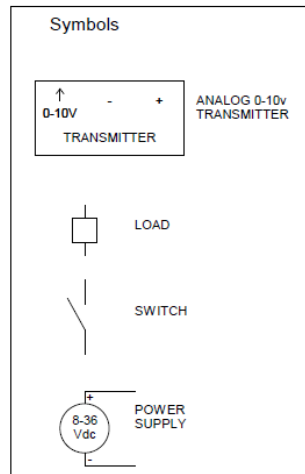 Symbols
↑ - +
0-10V
TRANSMITTER
ANALOG 0-10v
TRANSMITTER
LOAD
SWITCH
+
8-36
Vdc
-
POWER
SUPPLY